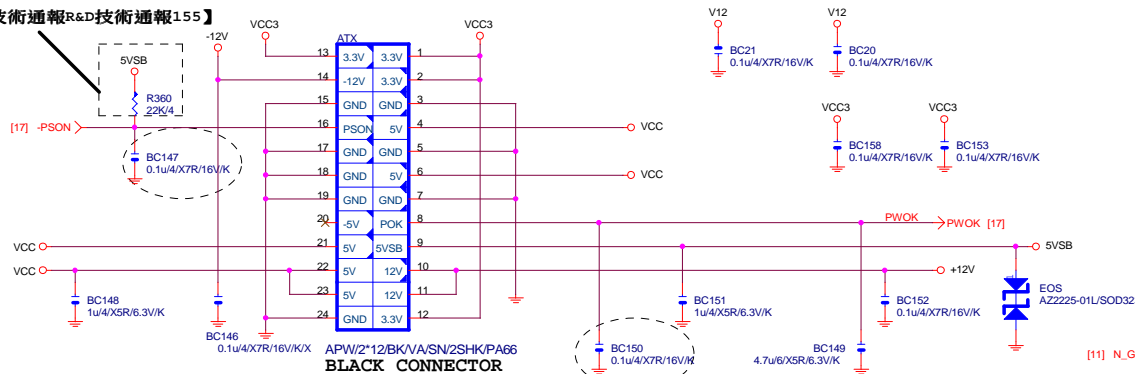 技術通報R&D技術通報155】
5VSB
R360
22K/4
[17] -PSON
BC147
0.1u/4/X7R/16V/K
-12V
VCC3
VCC3
ATX
13 3.3V 3.3V 1
14 -12V 3.3V 2
15 GND GND 3
16 PSON 5V 4
17 GND GND 5
18 GND 5V 6
19 GND GND 7
20 -5V POK 8
21 5V 5VSB 9
22 5V 12V 10
23 5V 12V 11
24 GND 3.3V 12
VCC
VCC
VCC
VCC
BC148
1u/4/X5R/6.3V/K
BC146
0.1u/4/X7R/16V/K/X
APW/2*12/BK/VA/SN/2SHK/PA66
BLACK CONNECTOR
V12
BC21
0.1u/4/X7R/16V/K
V12
BC20
0.1u/4/X7R/16V/K
VCC3
BC158
0.1u/4/X7R/16V/K
VCC3
BC153
0.1u/4/X7R/16V/K
PWOK
PWOK [17]
5VSB
+12V
BC151
1u/4/X5R/6.3V/K
BC152
0.1u/4/X7R/16V/K
BC150
0.1u/4/X7R/16V/K
BC149
4.7u/6/X5R/6.3V/K
EOS
AZ2225-01L/SOD32
[11] N_G